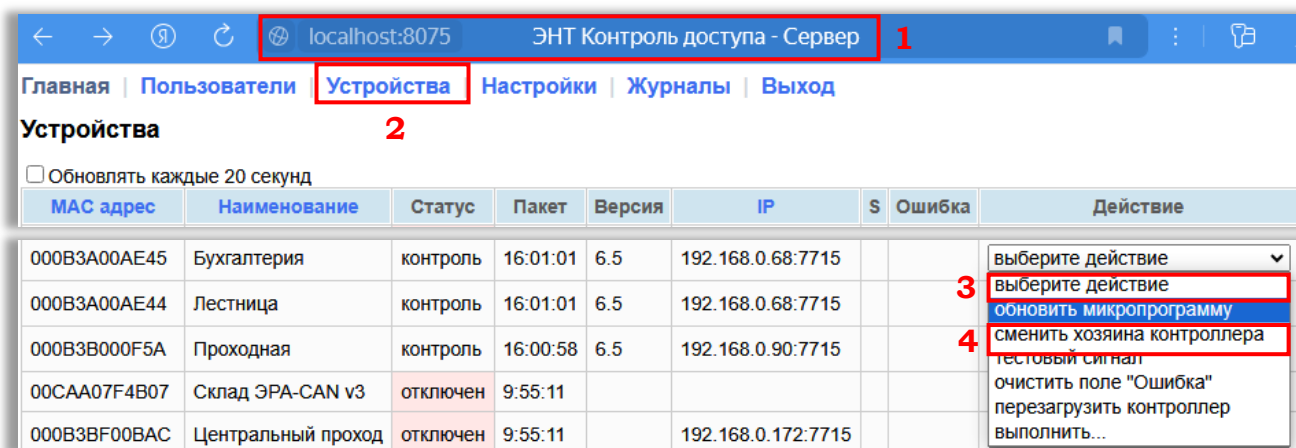 localhost:8075 ЭНТ Контроль доступа - Сервер 1
Главная | Пользователи | Устройства | Настройки | Журналы | Выход
2
Устройства
Обновлять каждые 20 секунд
MAC адрес Наименование Статус Пакет Версия IP S Ошибка Действие
000B3A00AE45 Бухгалтерия контроль 16:01:01 6.5 192.168.0.68:7715 выберите действие
3 выберите действие
000B3A00AE44 Лестница контроль 16:01:01 6.5 192.168.0.68:7715 обновить микропрограмму
4 сменить хозяина контроллера
000B3B000F5A Проходная контроль 16:00:58 6.5 192.168.0.90:7715 тестовый сигнал
00CAA07F4B07 Склад ЭРА-CAN v3 отключен 9:55:11 очистить поле "Ошибка"
перезагрузить контроллер
000B3BF00BAC Центральный проход отключен 9:55:11 192.168.0.172:7715 выполнить...